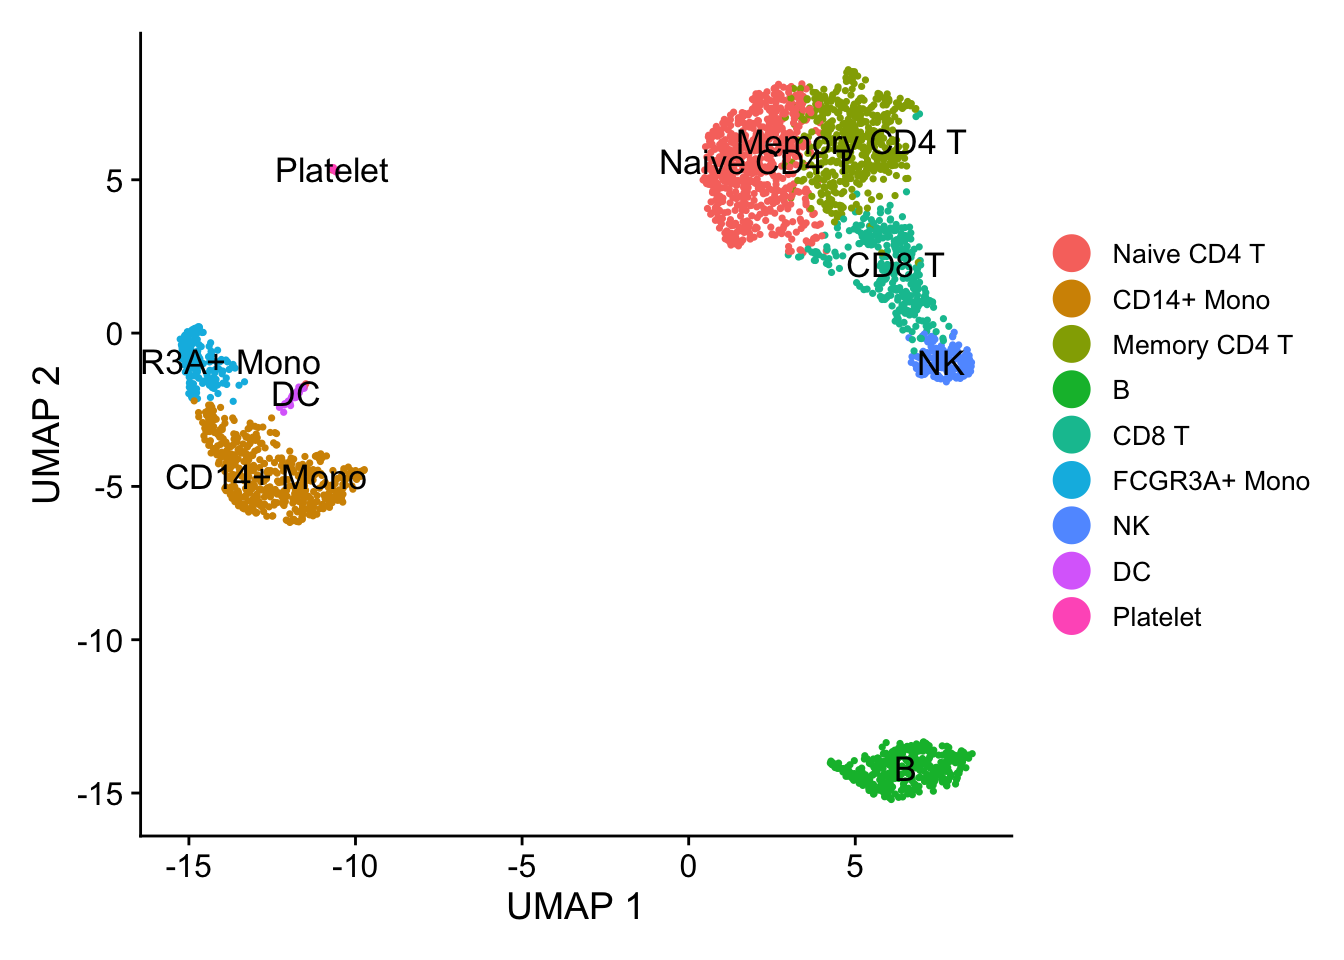 Memory CD4 T
Naive CD4 T
Platelet
CD8 T
R3A+ Mono
NK
DC
CD14+ Mono
B
5
0
-5
-10
-15
UMAP 2
-15
-10
-5
0
5
UMAP 1
Naive CD4 T
CD14+ Mono
Memory CD4 T
B
CD8 T
FCGR3A+ Mono
NK
DC
Platelet